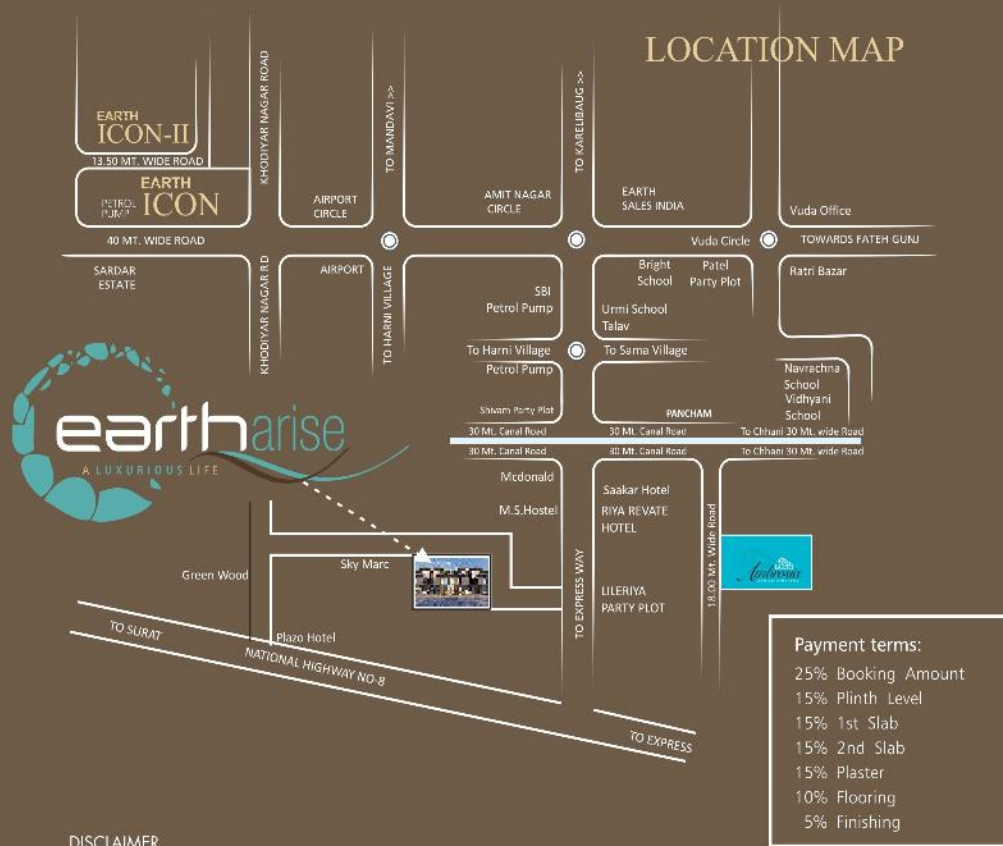 LOCATION MAP
EARTH
ICON-II
13.50 MT. WIDE ROAD
EARTH
PETROL
PUMP
ICON
40 MT. WIDE ROAD
SARDAR
ESTATE
KHODIYAR NAGAR ROAD
KHODIYAR NAGAR RD
AIRPORT
CIRCLE
AIRPORT
TO MANDAVI >>
TO HARNI VILLAGE
AMIT NAGAR
CIRCLE
TO KARELIBAUG >>
EARTH
SALES INDIA
Vuda Office
Vuda Circle
TOWARDS FATEH GUNJ
Bright
School
Patel
Party Plot
Ratri Bazar
SBI
Petrol Pump
Urmi School
Talav
To Harni Village
To Sama Village
Petrol Pump
Navrachna
School
Vidhyani
School
Shivam Party Plot
PANCHAM
30 Mt. Canal Road
30 Mt. Canal Road
To Chhani 30 Mt. wide Road
30 Mt. Canal Road
30 Mt. Canal Road
To Chhani 30 Mt. wide Road
eartharise
A LUXURIOUS LIFE
Mcdonald
M.S.Hostel
Saakar Hotel
RIYA REVATE
HOTEL
18.00 Mt. Wide Road
EARTH
Ambrosia
Sky Marc
Green Wood
TO EXPRESS WAY
LILERIYA
PARTY PLOT
TO SURAT
Plazo Hotel
NATIONAL HIGHWAY NO-8
TO EXPRESS
Payment terms:
25% Booking Amount
15% Plinth Level
15% 1st Slab
15% 2nd Slab
15% Plaster
10% Flooring
5% Finishing
DISCLAIMER